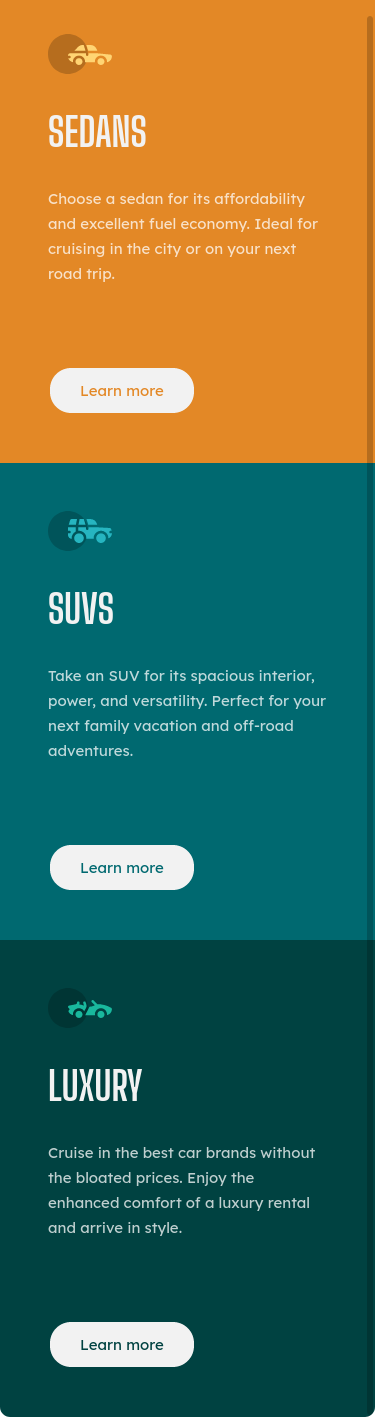 SEDANS
Choose a sedan for its affordability
and excellent fuel economy. Ideal for
cruising in the city or on your next
road trip.
Learn more
SUVS
Take an SUV for its spacious interior,
power, and versatility. Perfect for your
next family vacation and off-road
adventures.
Learn more
LUXURY
Cruise in the best car brands without
the bloated prices. Enjoy the
enhanced comfort of a luxury rental
and arrive in style.
Learn more